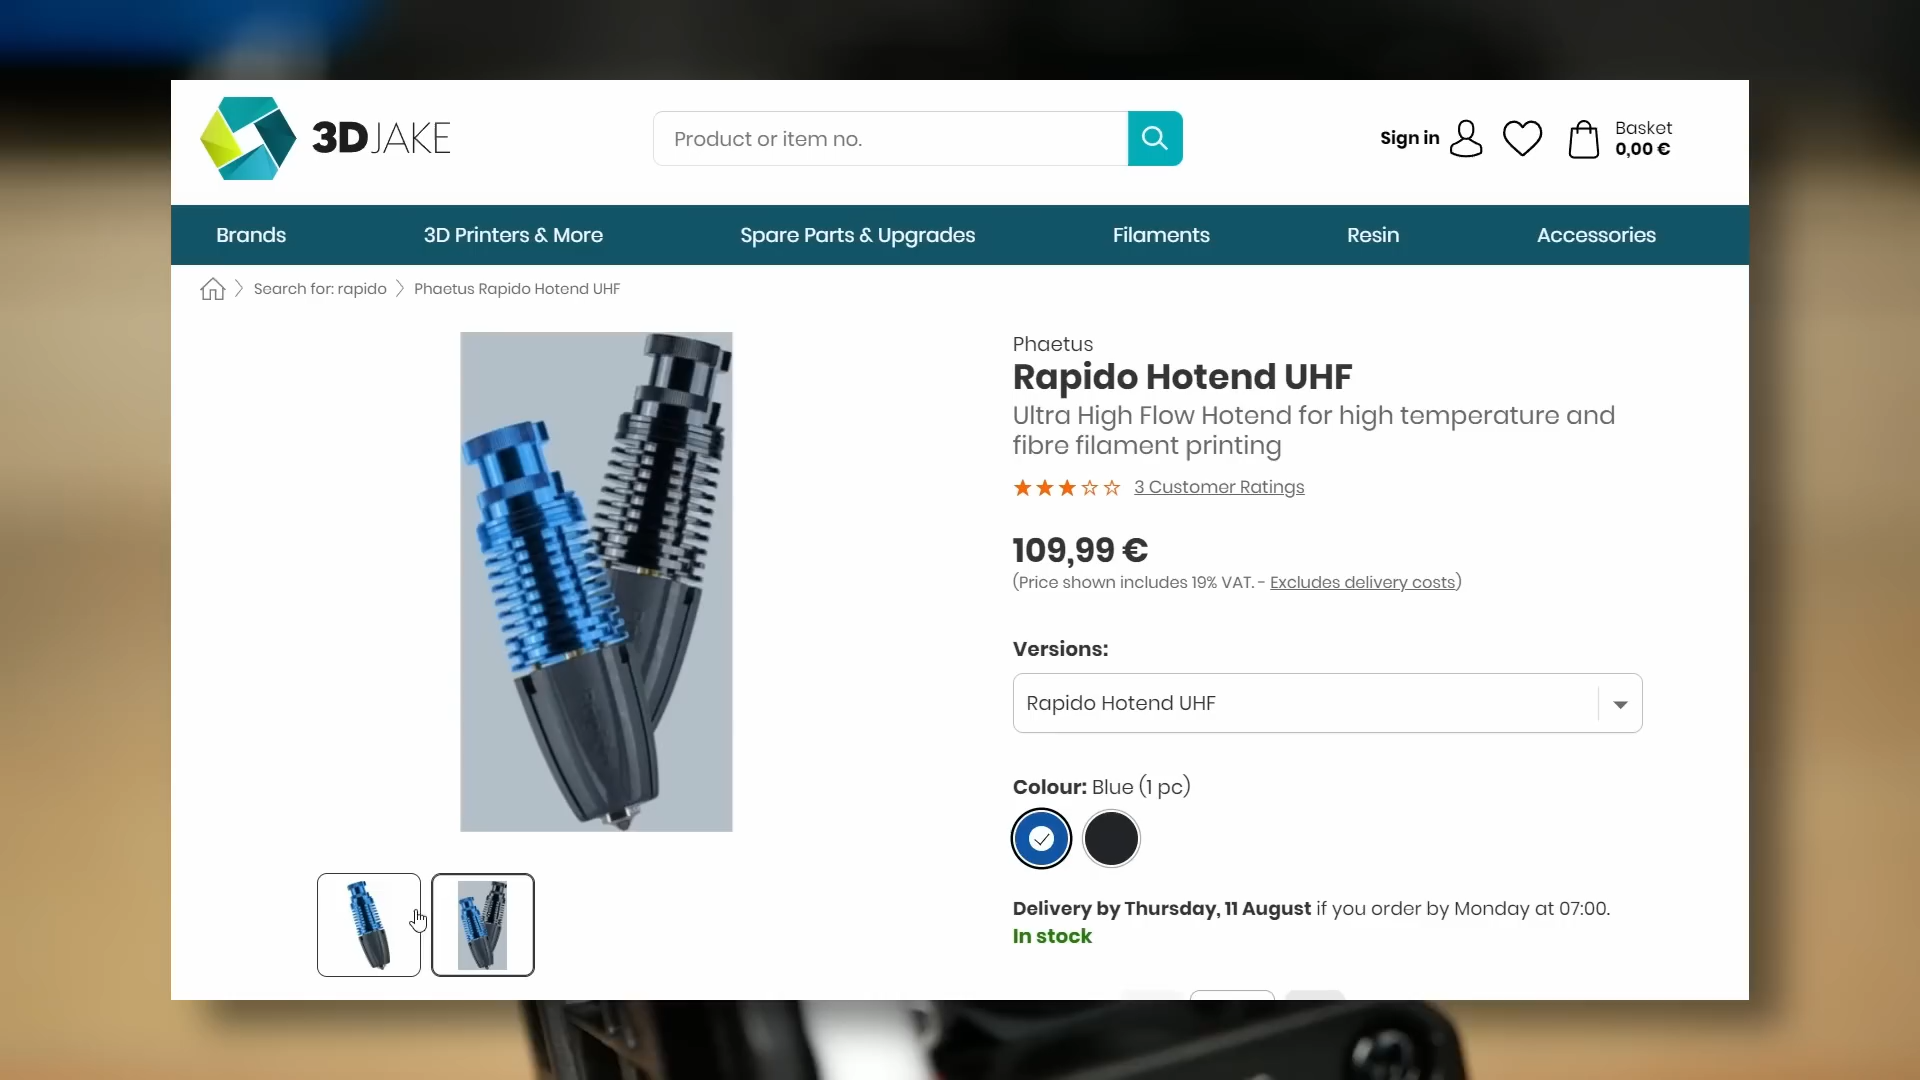 3DJAKE
Product or item no.
Sign in
Basket
0,00 €
Brands
3D Printers & More
Spare Parts & Upgrades
Filaments
Resin
Accessories
Search for: rapido
Phaetus Rapido Hotend UHF
Phaetus
Rapido Hotend UHF
Ultra High Flow Hotend for high temperature and
fibre filament printing
3 Customer Ratings
109,99 €
(Price shown includes 19% VAT. - Excludes delivery costs)
Versions:
Rapido Hotend UHF
Colour: Blue (1 pc)
Delivery by Thursday, 11 August if you order by Monday at 07:00.
In stock